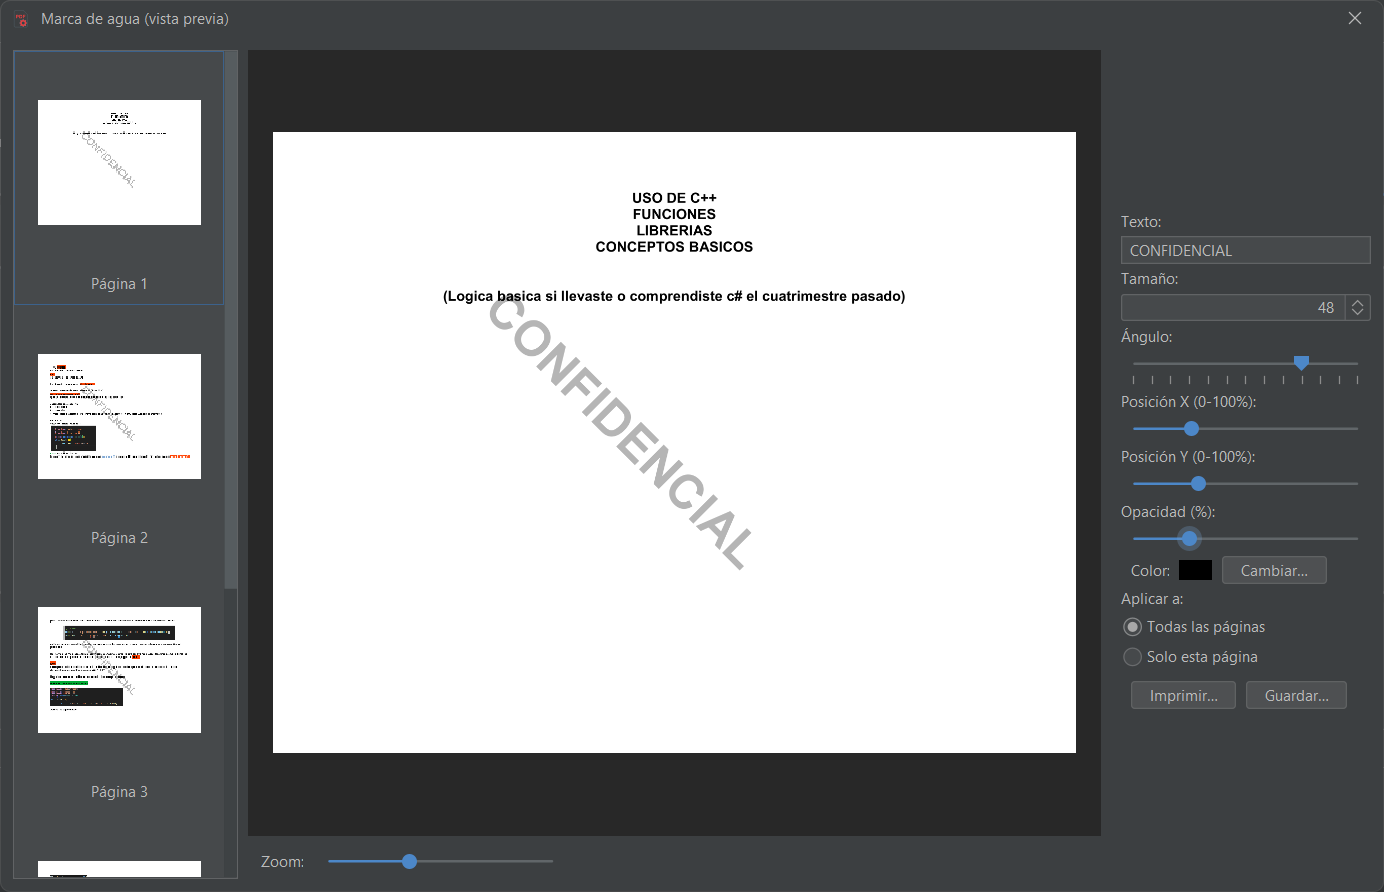 Marca de agua (vista previa)
Página 1
Página 2
Página 3
USO DE C++
FUNCIONES
LIBRERIAS
CONCEPTOS BASICOS
(Logica basica si llevaste o comprendiste c# el cuatrimestre pasado)
CONFIDENCIAL
Zoom:
Texto:
CONFIDENCIAL
Tamaño:
48
Ángulo:
Posición X (0-100%):
Posición Y (0-100%):
Opacidad (%):
Color:
Cambiar...
Aplicar a:
Todas las páginas
Solo esta página
Imprimir...
Guardar...